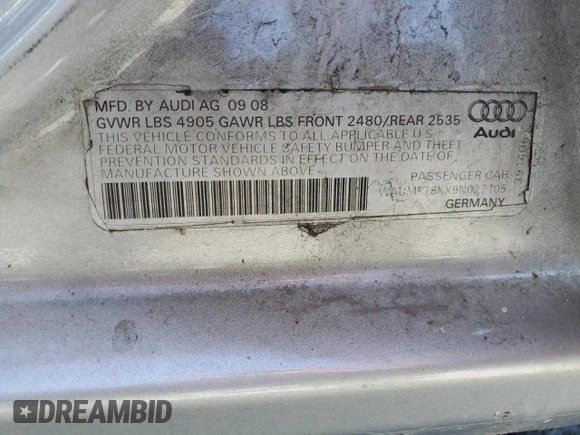 MFD. BY AUDI AG 09 08
GVWR LBS 4905 GAWR LBS FRONT 2480/REAR 2535
THIS VEHICLE CONFORMS TO ALL APPLICABLE U S
FEDERAL MOTOR VEHICLE SAFETY BUMPER AND THEFT
PREVENTION STANDARDS IN EFFECT ON THE DATE OF
MANUFACTURE SHOWN ABOVE
Audi
PASSENGER CAR
WAUMF78KX9N027105
GERMANY
DREAMBID